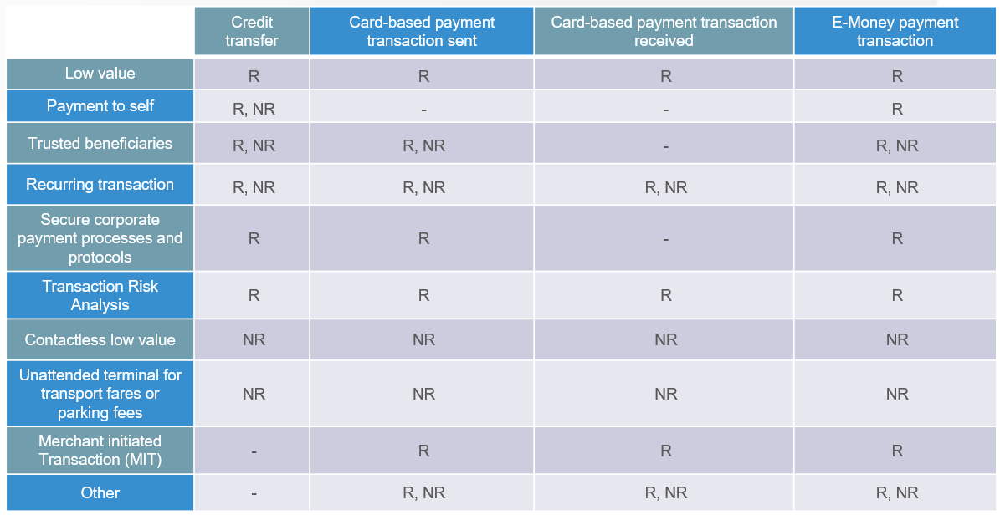 Credit
transfer
Card-based payment
transaction sent
Card-based payment transaction
received
E-Money payment
transaction
Low value
R
R
R
R
Payment to self
R, NR
-
-
R
Trusted beneficiaries
R, NR
R, NR
-
R, NR
Recurring transaction
R, NR
R, NR
R, NR
R, NR
Secure corporate
payment processes and
protocols
R
R
-
R
Transaction Risk
Analysis
R
R
R
R
Contactless low value
NR
NR
NR
NR
Unattended terminal for
transport fares or
parking fees
NR
NR
NR
NR
Merchant initiated
Transaction (MIT)
-
R
R
R
Other
-
R, NR
R, NR
R, NR